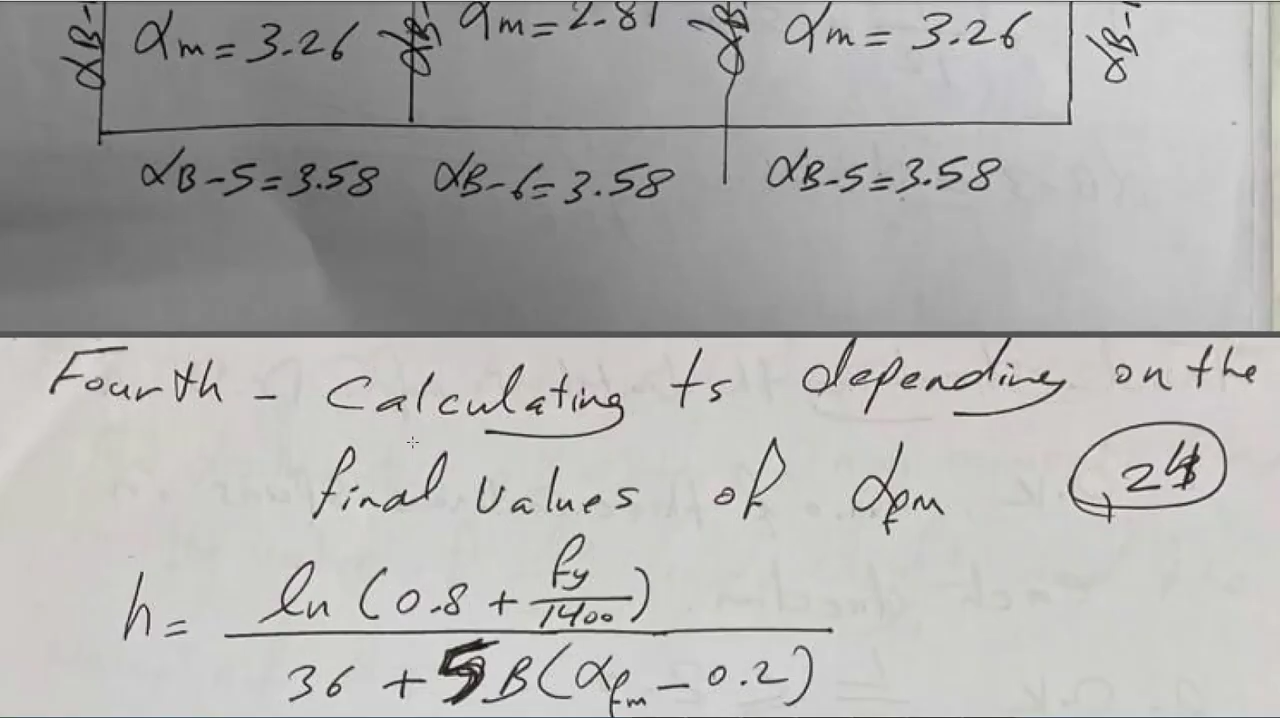 αm = 3.26 αm = 2.81 αm = 3.26
αB-5 = 3.58 αB-6 = 3.58 αB-5 = 3.58
Fourth - Calculating ts depending on the
final values of αfm
h = ln (0.8 + fy/1400) / 36 + 5B(αfm - 0.2)